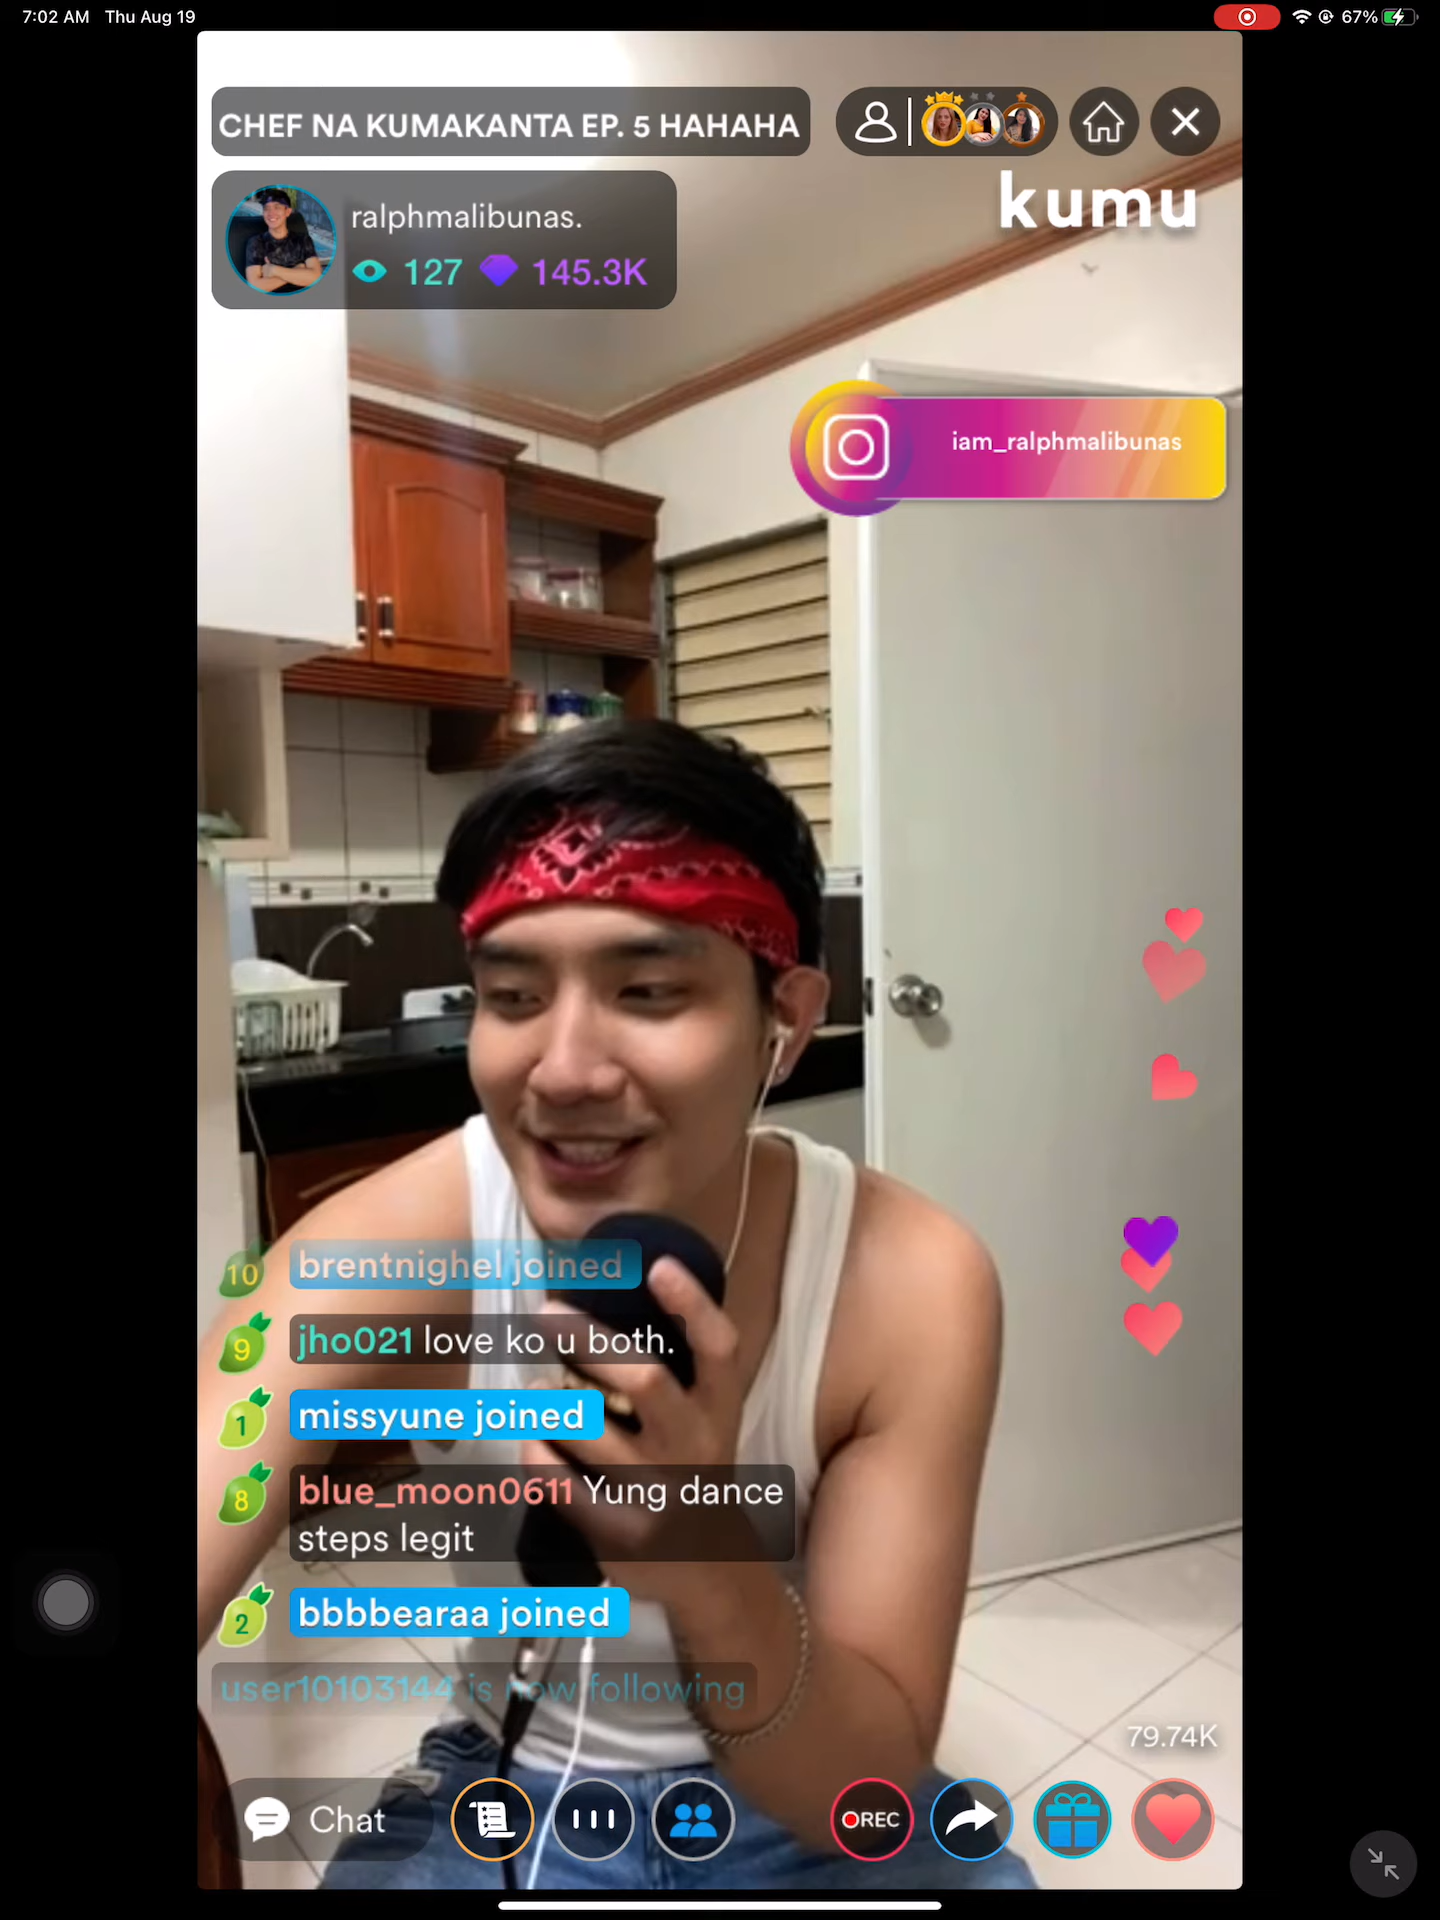 7:02 AM Thu Aug 19
67%
CHEF NA KUMAKANTA EP. 5 HAHAHA
ralphmalibunas.
127 145.3K
kumu
iam_ralphmalibunas
10 brentnighel joined
9 jho021 love ko u both.
1 missyune joined
8 blue_moon0611 Yung dance
steps legit
2 bbbbearaa joined
user10103144 is now following
79.74K
Chat
REC